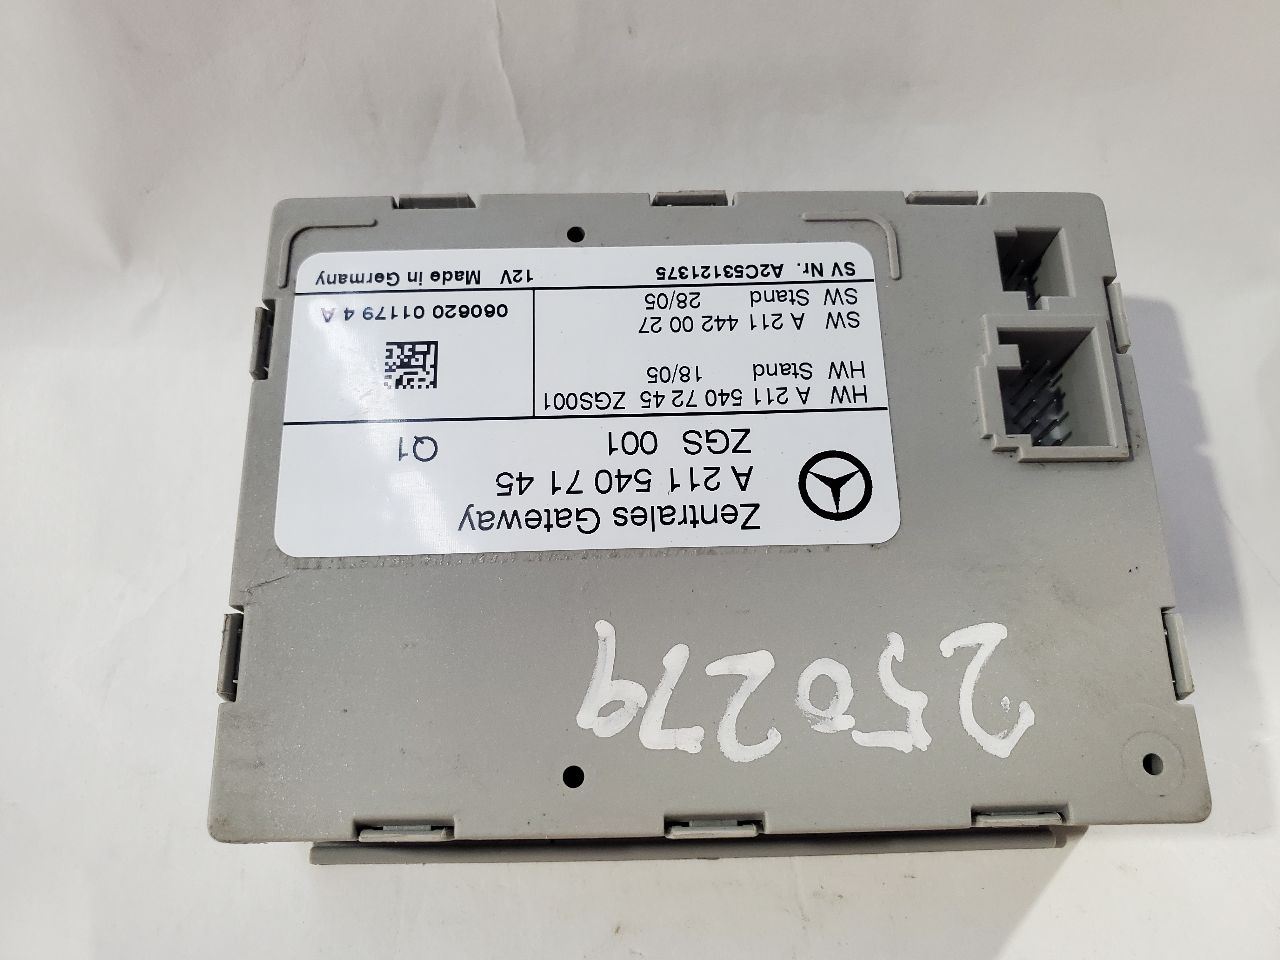 Zentrales Gateway
A 211 540 71 45
ZGS 001 Q1
HW A 211 540 72 45 ZGS001
HW Stand 18/05
SW A 211 442 00 27
SW Stand 28/05
060620 01179 4 A
SV Nr. A2C53121375 12V Made in Germany
250279